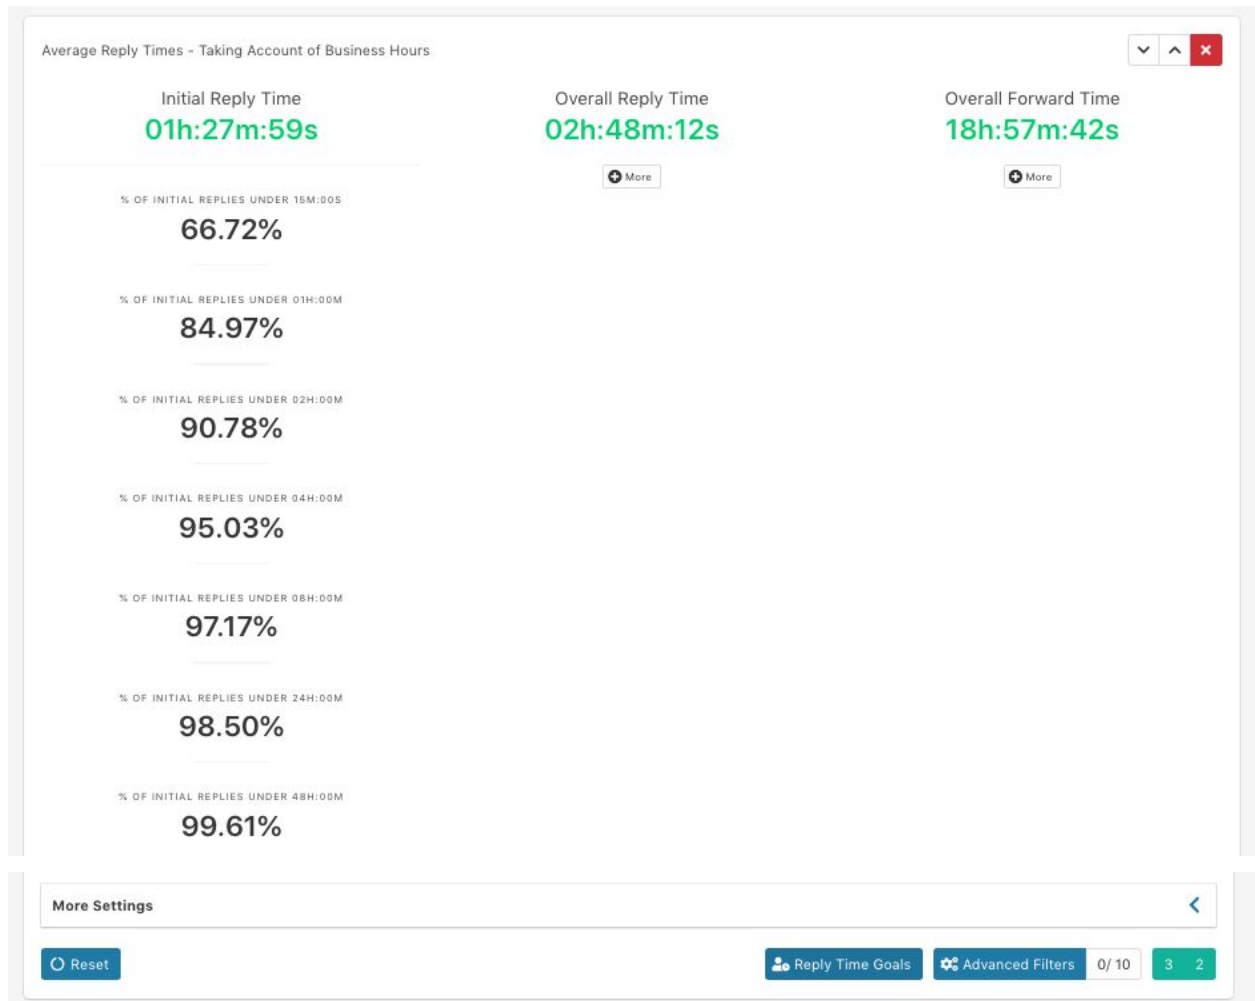 Average Reply Times - Taking Account of Business Hours
Initial Reply Time
01h:27m:59s
Overall Reply Time
02h:48m:12s
More
Overall Forward Time
18h:57m:42s
More
% OF INITIAL REPLIES UNDER 15M:00S
66.72%
% OF INITIAL REPLIES UNDER 01H:00M
84.97%
% OF INITIAL REPLIES UNDER 02H:00M
90.78%
% OF INITIAL REPLIES UNDER 04H:00M
95.03%
% OF INITIAL REPLIES UNDER 08H:00M
97.17%
% OF INITIAL REPLIES UNDER 24H:00M
98.50%
% OF INITIAL REPLIES UNDER 48H:00M
99.61%
More Settings
Reset
Reply Time Goals
Advanced Filters
0/ 10
3 2